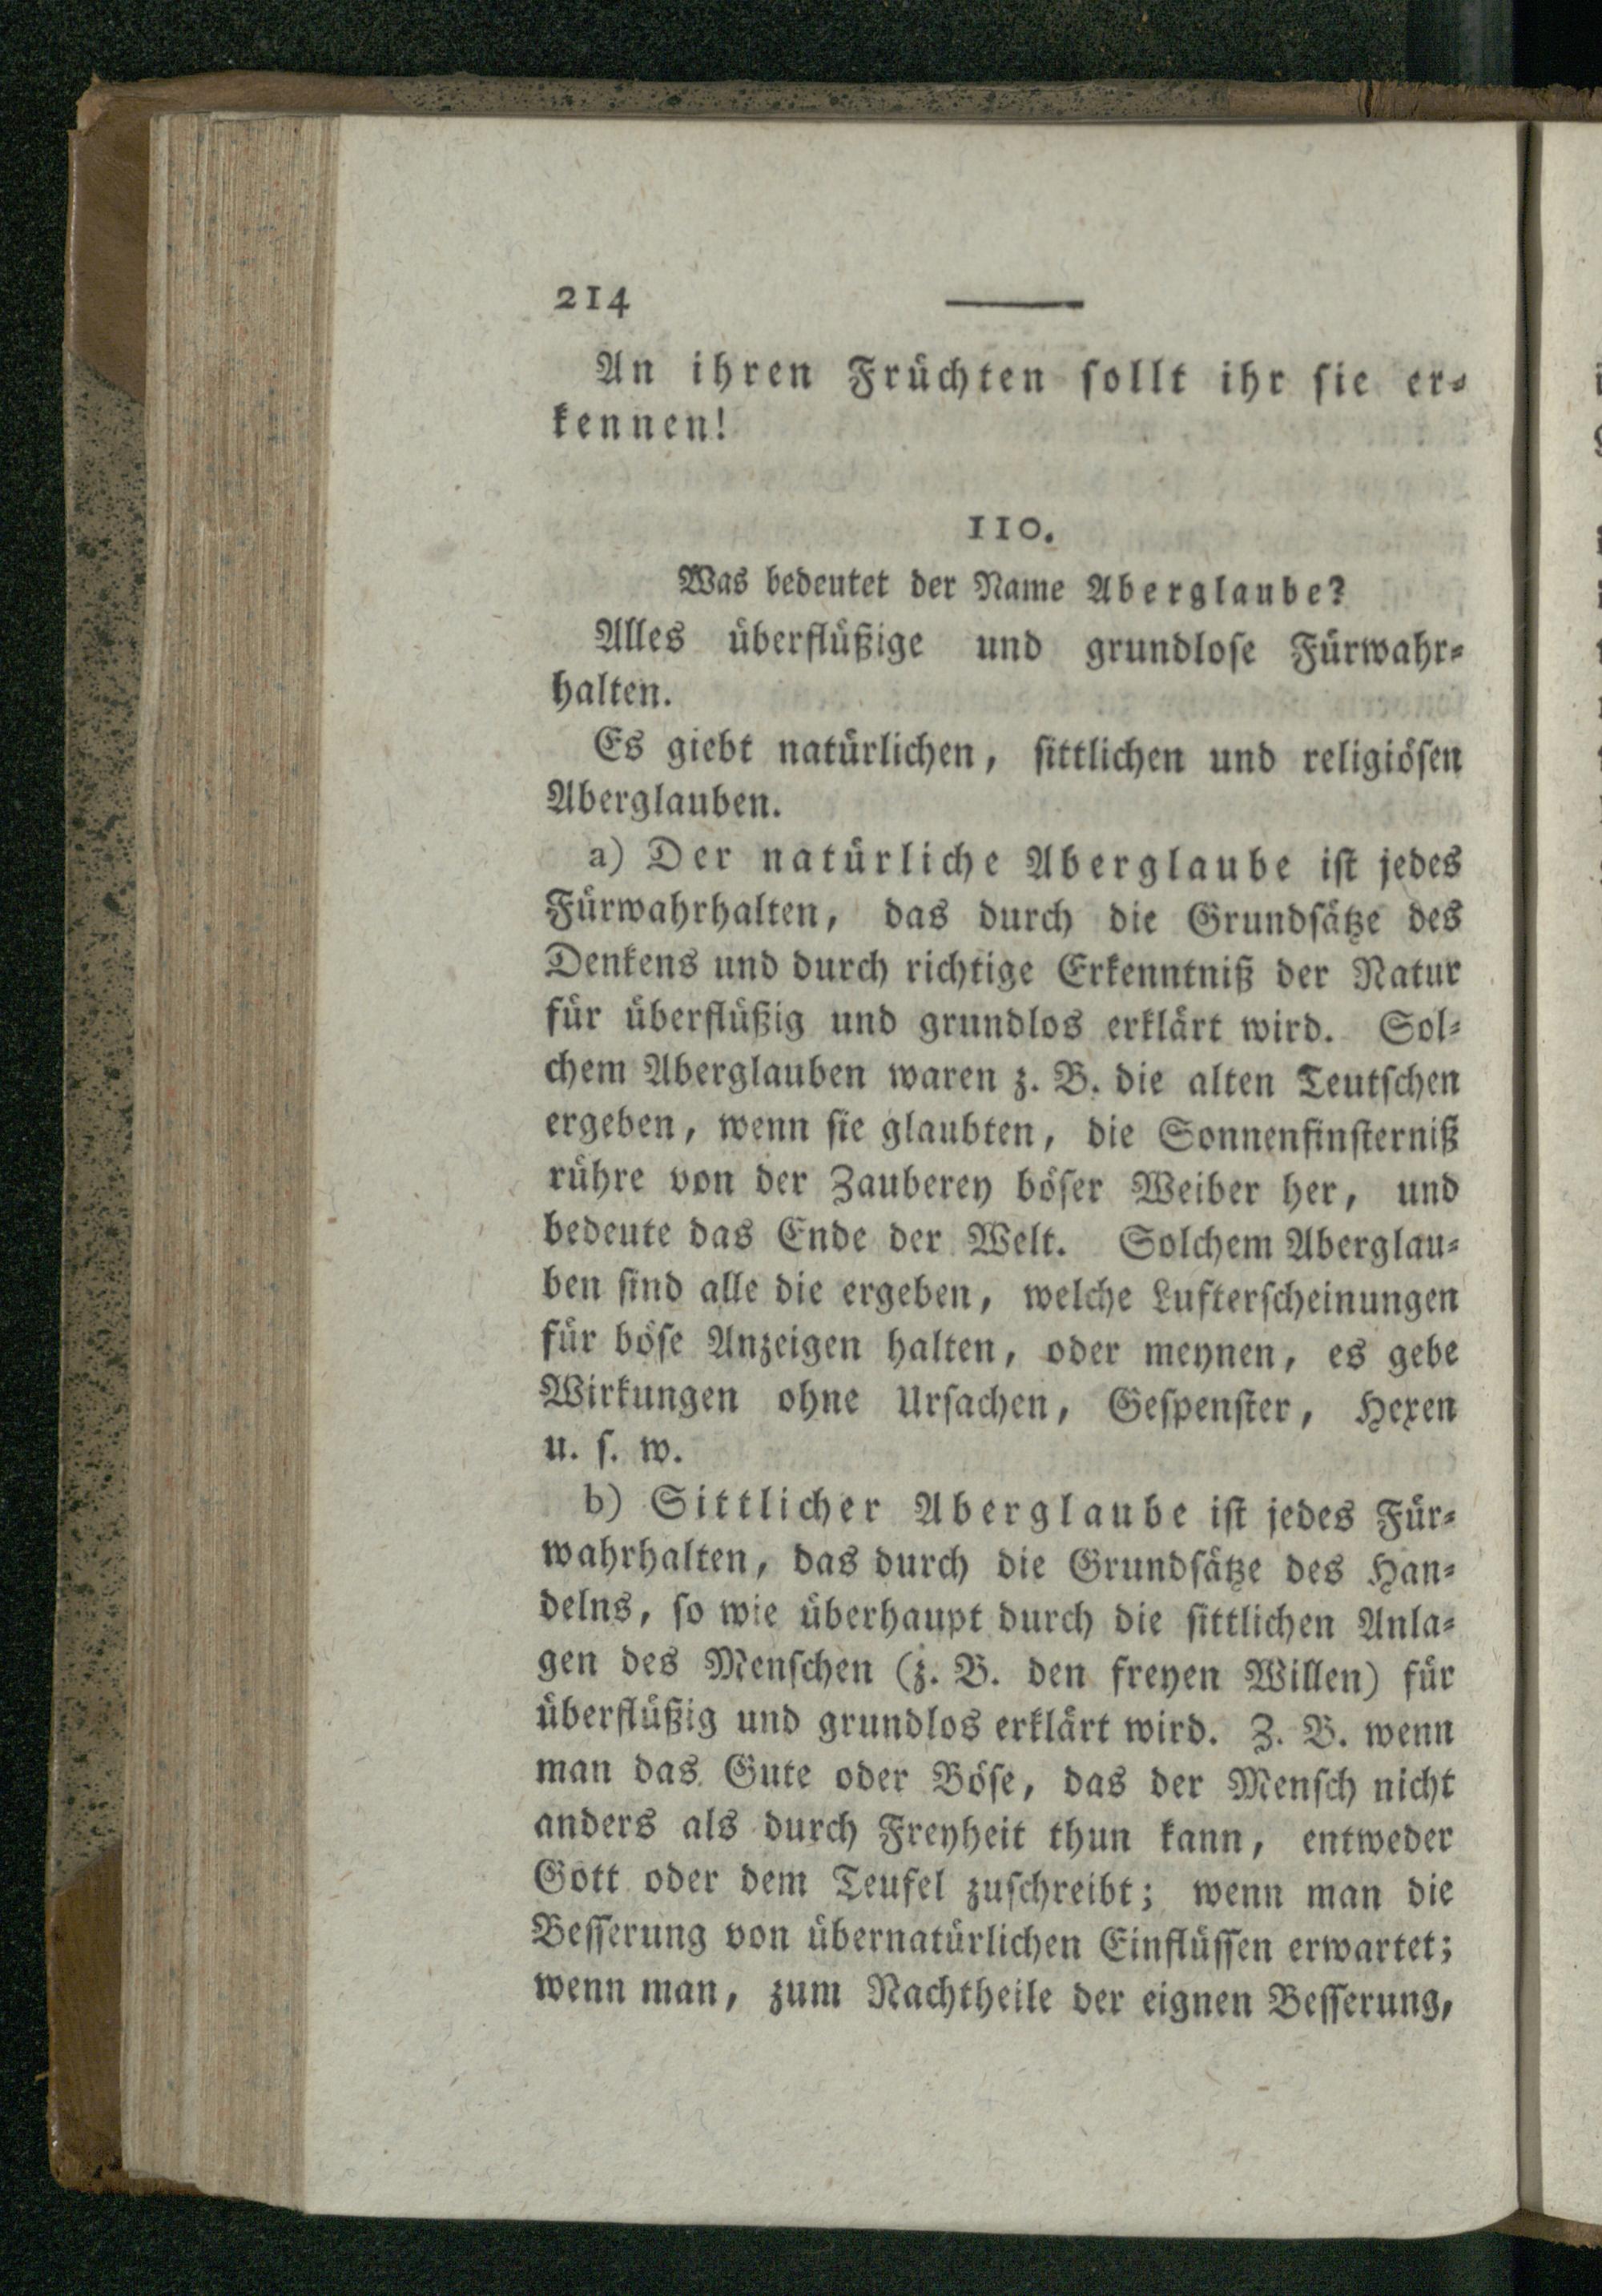 214
An ihren Früchten ſollt ihr ſie er⸗
kennen!
110.
Was bedeutet der Name Aberglaube?
Alles überflüßige und grundloſe Fürwahr⸗
halten.
Es giebt natürlichen, ſittlichen und religiöſen
Aberglauben.
a) Der natürliche Aberglaube iſt jedes
Fürwahrhalten, das durch die Grundſätze des
Denkens und durch richtige Erkenntniß der Natur
für überflüßig und grundlos erklärt wird. Sol⸗
chem Aberglauben waren z. B. die alten Teutſchen
ergeben, wenn ſie glaubten, die Sonnenfinſterniß
rühre von der Zauberey böſer Weiber her, und
bedeute das Ende der Welt. Solchem Aberglau⸗
ben ſind alle die ergeben, welche Lufterſcheinungen
für böſe Anzeigen halten, oder meynen, es gebe
Wirkungen ohne Urſachen, Geſpenſter, Hexen
u. ſ. w.
b) Sittlicher Aberglaube iſt jedes Für⸗
wahrhalten, das durch die Grundſätze des Han⸗
delns, ſo wie überhaupt durch die ſittlichen Anla⸗
gen des Menſchen (z. B. den freyen Willen) für
überflüßig und grundlos erklärt wird. Z. B. wenn
man das Gute oder Böſe, das der Menſch nicht
anders als durch Freyheit thun kann, entweder
Gott oder dem Teufel zuſchreibt; wenn man die
Beſſerung von übernatürlichen Einflüſſen erwartet;
wenn man, zum Nachtheile der eignen Beſſerung,